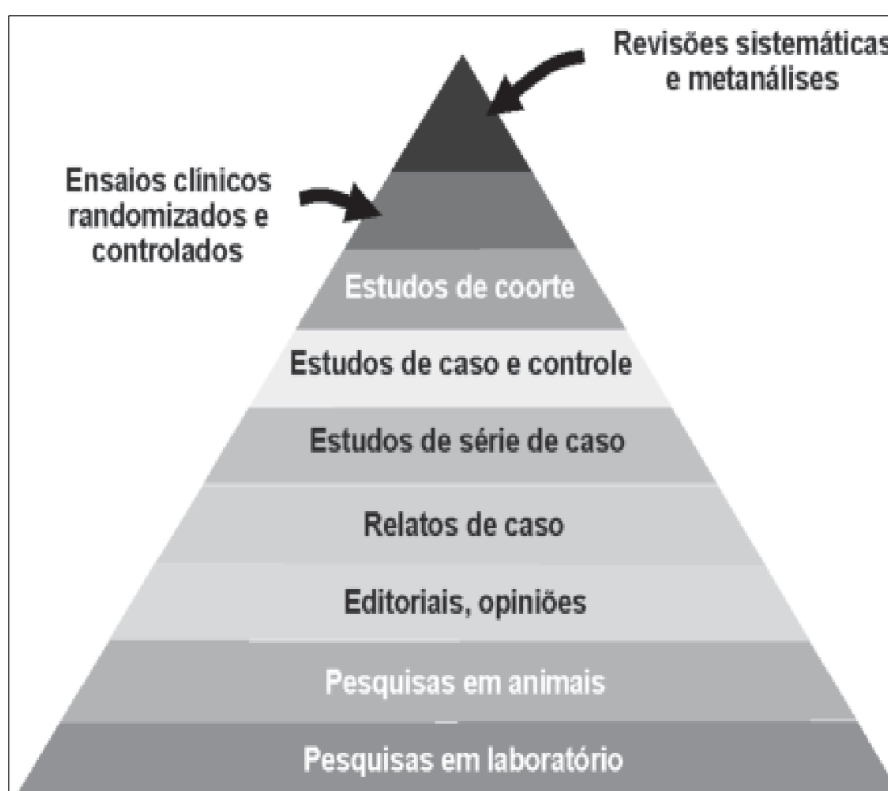 Revisões sistemáticas
e metanálises
Ensaios clínicos
randomizados e
controlados
Estudos de coorte
Estudos de caso e controle
Estudos de série de caso
Relatos de caso
Editoriais, opiniões
Pesquisas em animais
Pesquisas em laboratório